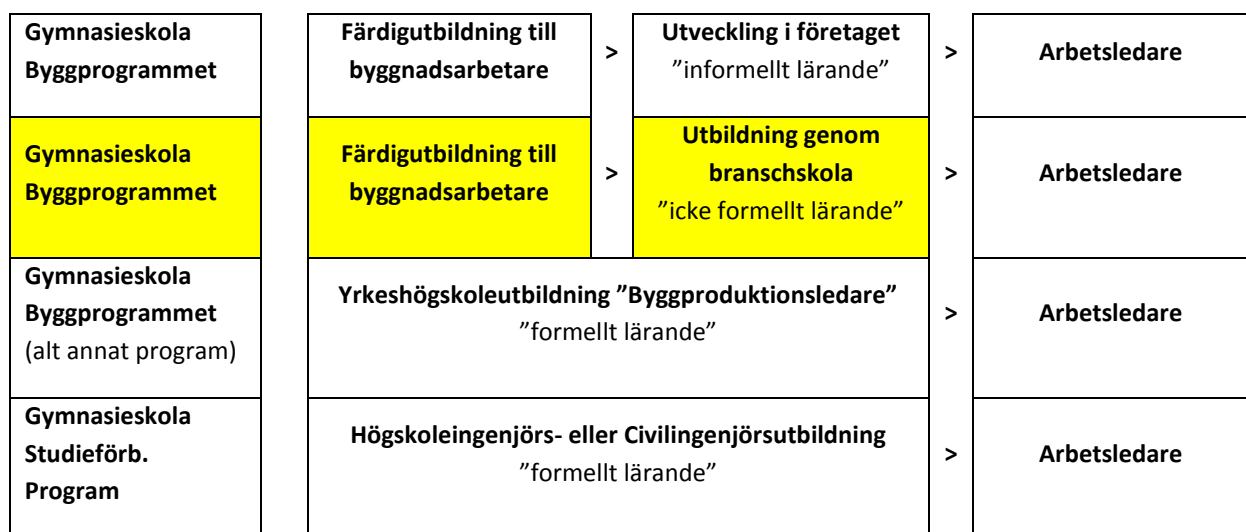 Gymnasieskola
Byggprogrammet
Färdigutbildning till
byggnadsarbetare
>
Utveckling i företaget
”informellt lärande”
>
Arbetsledare
Gymnasieskola
Byggprogrammet
Färdigutbildning till
byggnadsarbetare
>
Utbildning genom
branschskola
”icke formellt lärande”
>
Arbetsledare
Gymnasieskola
Byggprogrammet
(alt annat program)
Yrkeshögskoleutbildning ”Byggproduktionsledare”
”formellt lärande”
>
Arbetsledare
Gymnasieskola
Studieförb.
Program
Högskoleingenjörs- eller Civilingenjörsutbildning
”formellt lärande”
>
Arbetsledare